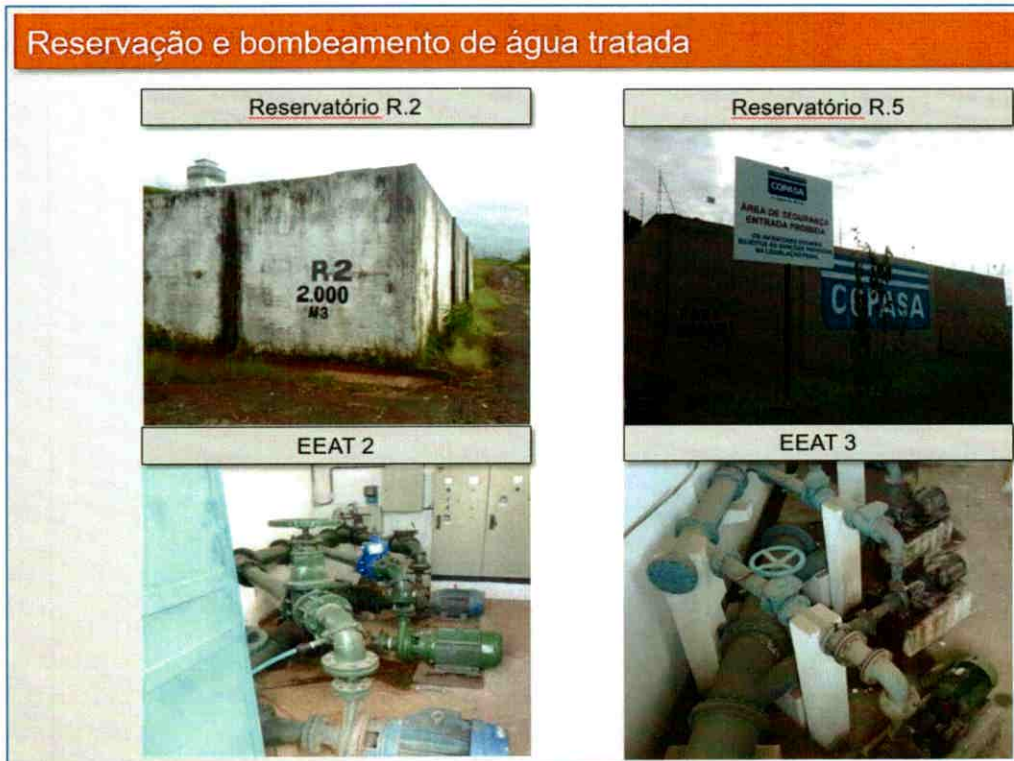 Reservação e bombeamento de água tratada
Reservatório R.2
Reservatório R.5
R.2
2.000
M3
COPASA
ÁREA DE SEGURANÇA
ENTRADA PROIBIDA
COPASA
EEAT 2
EEAT 3